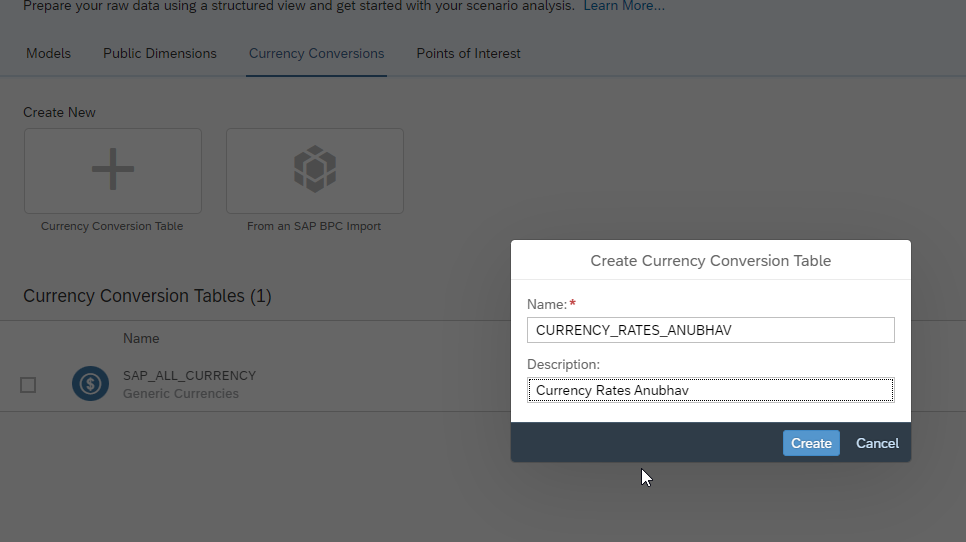 Prepare your raw data using a structured view and get started with your scenario analysis. Learn More...
Models Public Dimensions Currency Conversions Points of Interest
Create New
Currency Conversion Table From an SAP BPC Import
Currency Conversion Tables (1)
Name
SAP_ALL_CURRENCY
Generic Currencies
Create Currency Conversion Table
Name:*
CURRENCY_RATES_ANUBHAV
Description:
Currency Rates Anubhav
Create Cancel